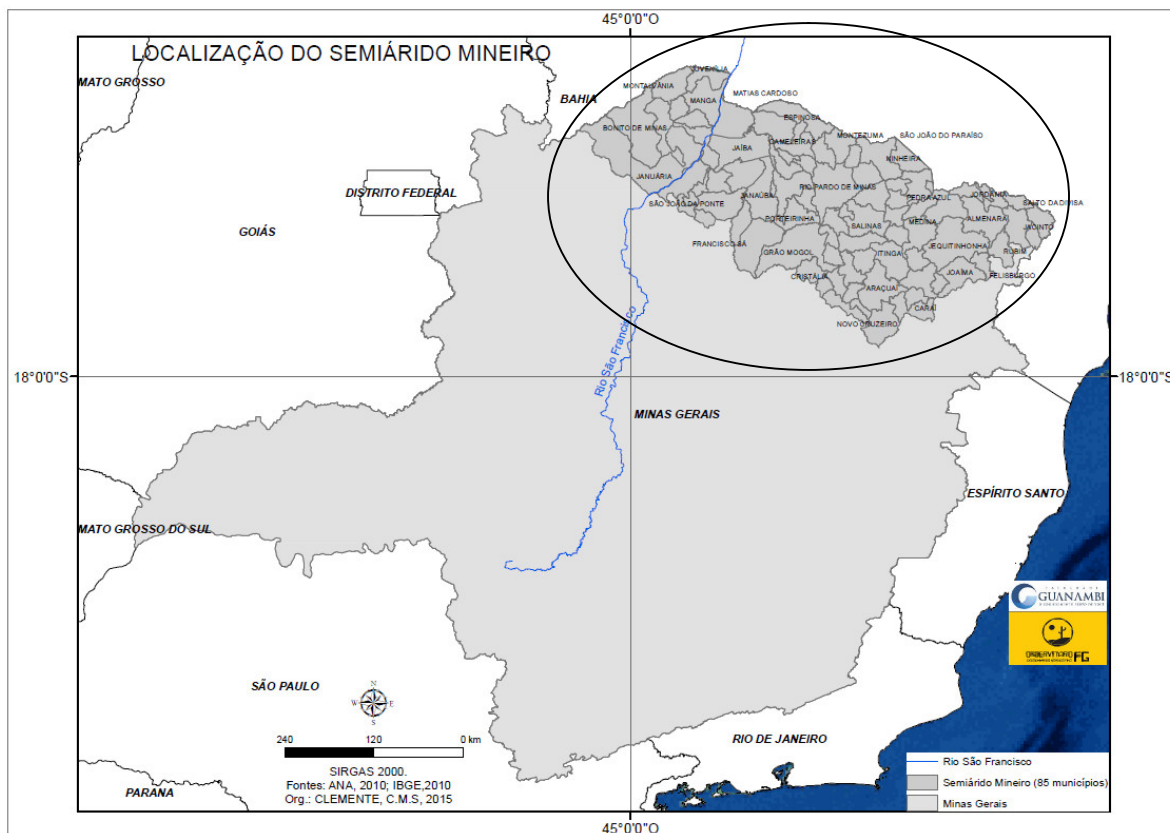 45°0'0"O
LOCALIZAÇÃO DO SEMIÁRIDO MINEIRO
MATO GROSSO
BAHIA
JUVENÍLIA
MONTALVÂNIA
MANGA
MATIAS CARDOSO
ESPINOSA
BONITO DE MINAS
MONTEZUMA
SÃO JOÃO DO PARAÍSO
GAMELEIRAS
JAÍBA
NINHEIRA
DISTRITO FEDERAL
JANUÁRIA
JANAÚBA
RIO PARDO DE MINAS
PEDRA AZUL
JORDÂNIA
SALTO DA DIVISA
SÃO JOÃO DA PONTE
PORTEIRINHA
SALINAS
MEDINA
ALMENARA
JACINTO
GOIÁS
FRANCISCO SÁ
GRÃO MOGOL
ITINGA
JEQUITINHONHA
RUBIM
CRISTÁLIA
ARAÇUAÍ
JOAÍMA
FELISBURGO
CARAÍ
NOVO CRUZEIRO
Rio São Francisco
18°0'0"S
18°0'0"S
MINAS GERAIS
ESPÍRITO SANTO
MATO GROSSO DO SUL
GUANAMBI
OBSERVATÓRIO FG
SÃO PAULO
N
W E
S
RIO DE JANEIRO
240 120 0 km
SIRGAS 2000.
Fontes: ANA, 2010; IBGE,2010
Org.: CLEMENTE, C.M.S, 2015
PARANA
Rio São Francisco
Semiárido Mineiro (85 municípios)
Minas Gerais
45°0'0"O